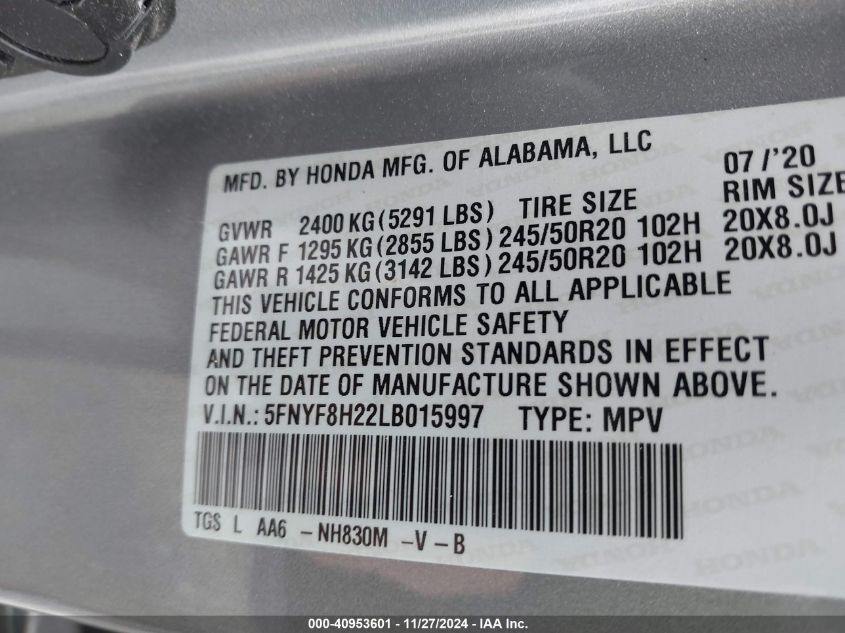 MFD. BY HONDA MFG. OF ALABAMA, LLC 07/'20
GVWR 2400 KG(5291 LBS) TIRE SIZE RIM SIZE
GAWR F 1295 KG(2855 LBS) 245/50R20 102H 20X8.0J
GAWR R 1425 KG(3142 LBS) 245/50R20 102H 20X8.0J
THIS VEHICLE CONFORMS TO ALL APPLICABLE
FEDERAL MOTOR VEHICLE SAFETY
AND THEFT PREVENTION STANDARDS IN EFFECT
ON THE DATE OF MANUFACTURE SHOWN ABOVE.
V.I.N.: 5FNYF8H22LB015997 TYPE: MPV
TGS L AA6 -NH830M -V -B
000-40953601 - 11/27/2024 - IAA Inc.